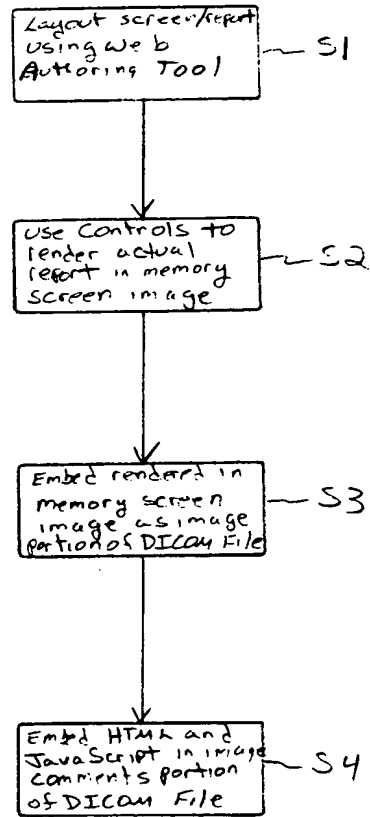 Layout screen/report
using web
Authoring Tool
S1
use Controls to
render actual
report in memory
screen image
S2
Embed rendered in
memory screen
image as image
portion of DICOM File
S3
Embed HTML and
JavaScript in image
comments portion
of DICOM File
S4